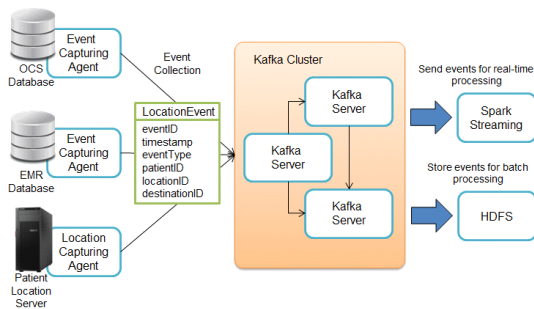 OCS
Database
Event
Capturing
Agent
Event
Collection
EMR
Database
Event
Capturing
Agent
Patient
Location
Server
Location
Capturing
Agent
LocationEvent
eventID
timestamp
eventType
patientID
locationID
destinationID
Kafka Cluster
Kafka
Server
Kafka
Server
Kafka
Server
Send events for real-time
processing
Spark
Streaming
Store events for batch
processing
HDFS